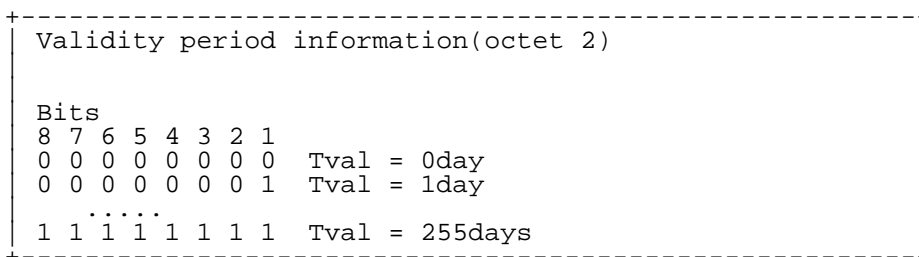 Validity period information(octet 2)
Bits
8 7 6 5 4 3 2 1
0 0 0 0 0 0 0 0 Tval = 0day
0 0 0 0 0 0 0 1 Tval = 1day
.....
1 1 1 1 1 1 1 1 Tval = 255days